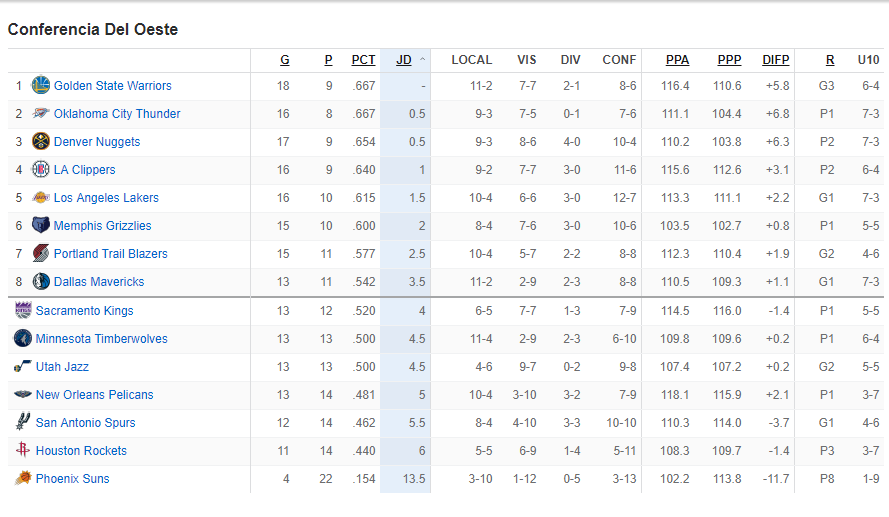 Conferencia Del Oeste
G P PCT JD LOCAL VIS DIV CONF PPA PPP DIFP R U10
1 Golden State Warriors 18 9 .667 - 11-2 7-7 2-1 8-6 116.4 110.6 +5.8 G3 6-4
2 Oklahoma City Thunder 16 8 .667 0.5 9-3 7-5 0-1 7-6 111.1 104.4 +6.8 P1 7-3
3 Denver Nuggets 17 9 .654 0.5 9-3 8-6 4-0 10-4 110.2 103.8 +6.3 P2 7-3
4 LA Clippers 16 9 .640 1 9-2 7-7 3-0 11-6 115.6 112.6 +3.1 P2 6-4
5 Los Angeles Lakers 16 10 .615 1.5 10-4 6-6 3-0 12-7 113.3 111.1 +2.2 G1 7-3
6 Memphis Grizzlies 15 10 .600 2 8-4 7-6 3-0 10-6 103.5 102.7 +0.8 P1 5-5
7 Portland Trail Blazers 15 11 .577 2.5 10-4 5-7 2-2 8-8 112.3 110.4 +1.9 G2 4-6
8 Dallas Mavericks 13 11 .542 3.5 11-2 2-9 2-3 8-8 110.5 109.3 +1.1 G1 7-3
Sacramento Kings 13 12 .520 4 6-5 7-7 1-3 7-9 114.5 116.0 -1.4 P1 5-5
Minnesota Timberwolves 13 13 .500 4.5 11-4 2-9 2-3 6-10 109.8 109.6 +0.2 P1 6-4
Utah Jazz 13 13 .500 4.5 4-6 9-7 0-2 9-8 107.4 107.2 +0.2 G2 5-5
New Orleans Pelicans 13 14 .481 5 10-4 3-10 3-2 7-9 118.1 115.9 +2.1 P1 3-7
San Antonio Spurs 12 14 .462 5.5 8-4 4-10 3-3 10-10 110.3 114.0 -3.7 G1 4-6
Houston Rockets 11 14 .440 6 5-5 6-9 1-4 5-11 108.3 109.7 -1.4 P3 3-7
Phoenix Suns 4 22 .154 13.5 3-10 1-12 0-5 3-13 102.2 113.8 -11.7 P8 1-9